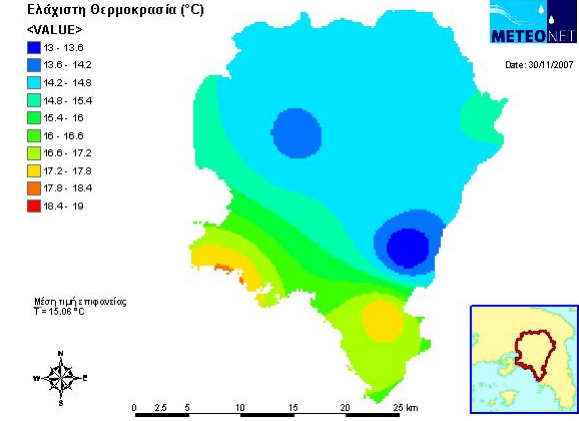 Ελάχιστη Θερμοκρασία (°C)
<VALUE>
13 - 13.6
13.6 - 14.2
14.2 - 14.8
14.8 - 15.4
15.4 - 16
16 - 16.6
16.6 - 17.2
17.2 - 17.8
17.8 - 18.4
18.4 - 19
METEONET
Date: 30/11/2007
Μέση τιμή επιφανείας
T = 15.06 °C
N
W E
S
0 2.5 5 10 15 20 25 km